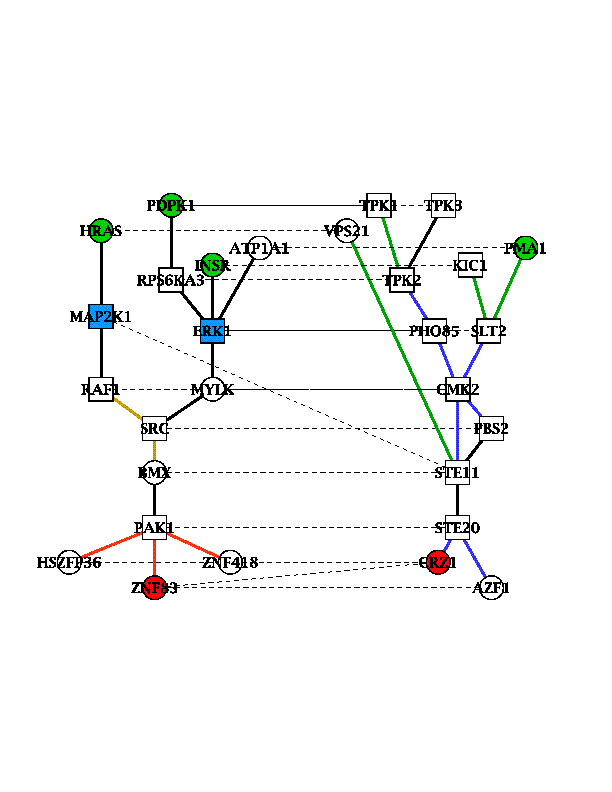 PDPK1
TPK1
TPK3
HRAS
VPS21
ATP1A1
PMA1
INSR
KIC1
RPS6KA3
TPK2
MAP2K1
ERK1
PHO85
SLT2
RAF1
MYLK
CMK2
SRC
PBS2
BMX
STE11
PAK1
STE20
HSZFP36
ZNF418
CRZ1
ZNF83
AZF1